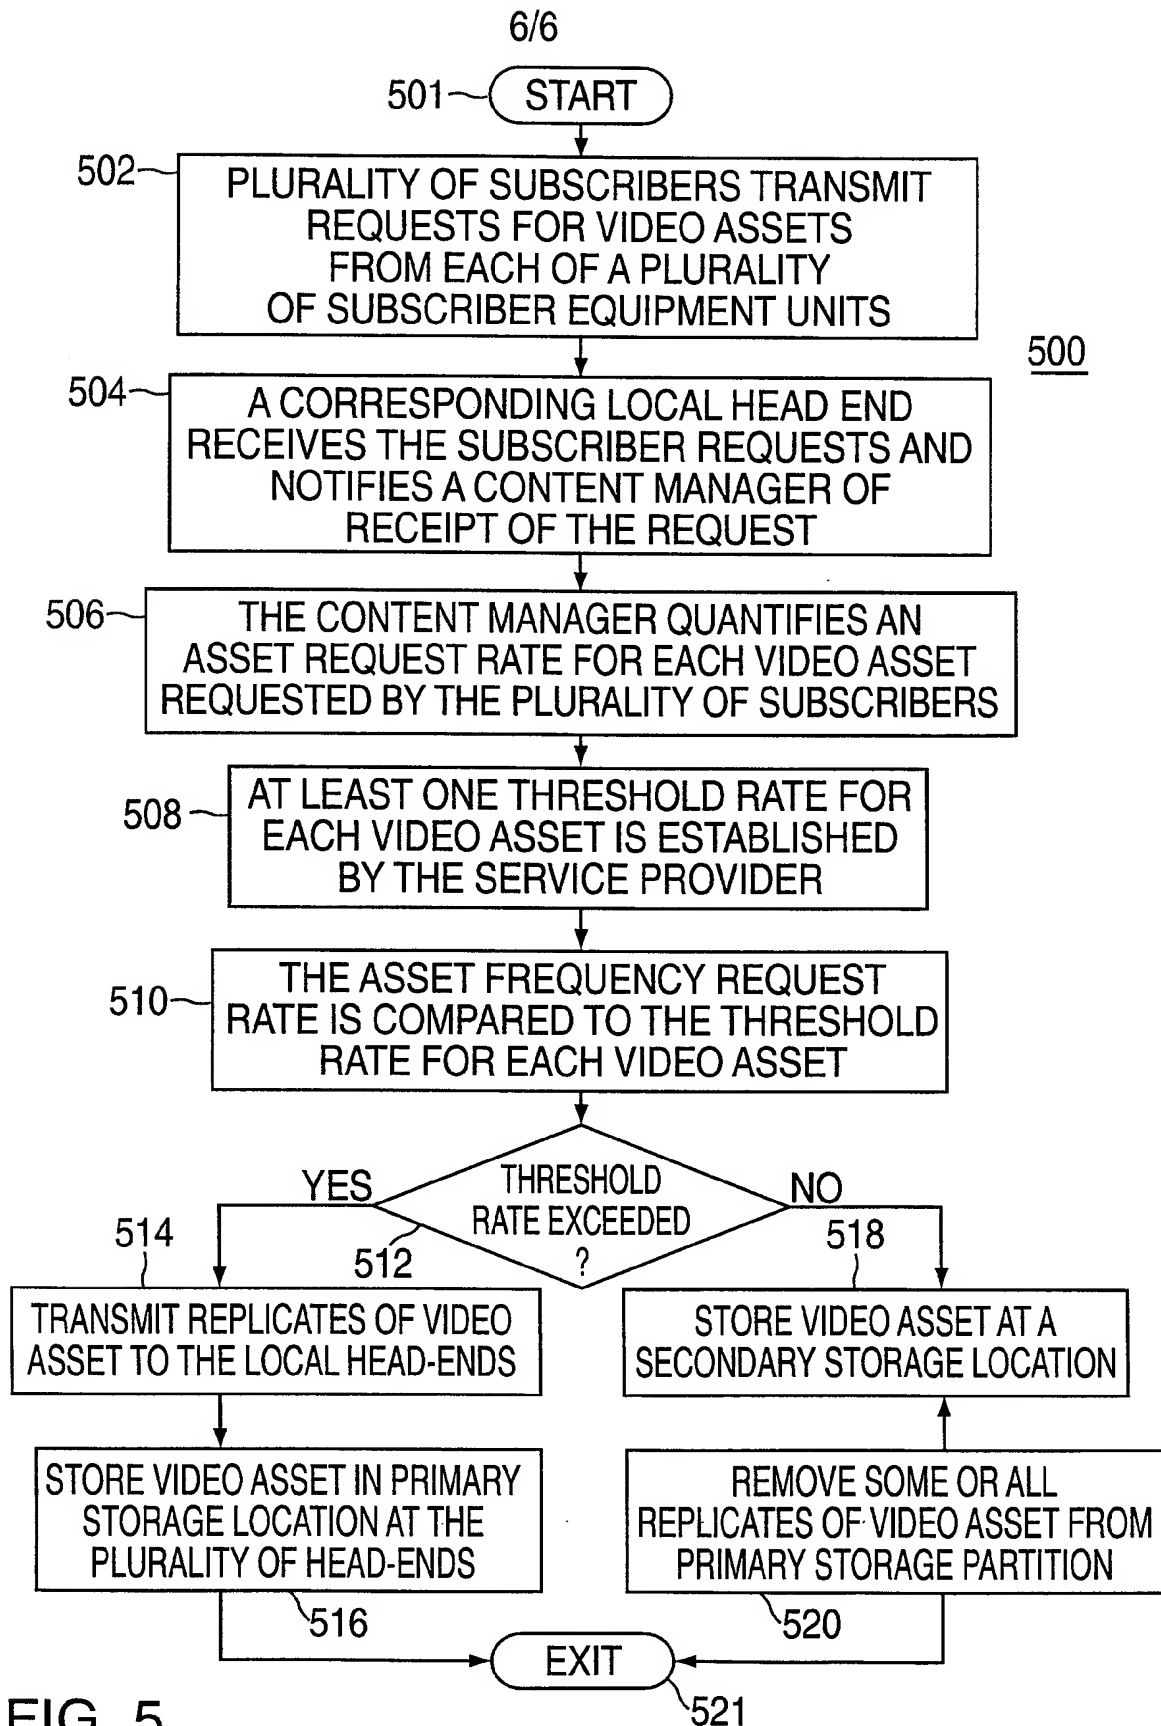 6/6
501
START
502
PLURALITY OF SUBSCRIBERS TRANSMIT
REQUESTS FOR VIDEO ASSETS
FROM EACH OF A PLURALITY
OF SUBSCRIBER EQUIPMENT UNITS
500
504
A CORRESPONDING LOCAL HEAD END
RECEIVES THE SUBSCRIBER REQUESTS AND
NOTIFIES A CONTENT MANAGER OF
RECEIPT OF THE REQUEST
506
THE CONTENT MANAGER QUANTIFIES AN
ASSET REQUEST RATE FOR EACH VIDEO ASSET
REQUESTED BY THE PLURALITY OF SUBSCRIBERS
508
AT LEAST ONE THRESHOLD RATE FOR
EACH VIDEO ASSET IS ESTABLISHED
BY THE SERVICE PROVIDER
510
THE ASSET FREQUENCY REQUEST
RATE IS COMPARED TO THE THRESHOLD
RATE FOR EACH VIDEO ASSET
YES
THRESHOLD
RATE EXCEEDED
?
NO
512
514
TRANSMIT REPLICATES OF VIDEO
ASSET TO THE LOCAL HEAD-ENDS
518
STORE VIDEO ASSET AT A
SECONDARY STORAGE LOCATION
STORE VIDEO ASSET IN PRIMARY
STORAGE LOCATION AT THE
PLURALITY OF HEAD-ENDS
516
REMOVE SOME OR ALL
REPLICATES OF VIDEO ASSET FROM
PRIMARY STORAGE PARTITION
520
EXIT
521
FIG. 5